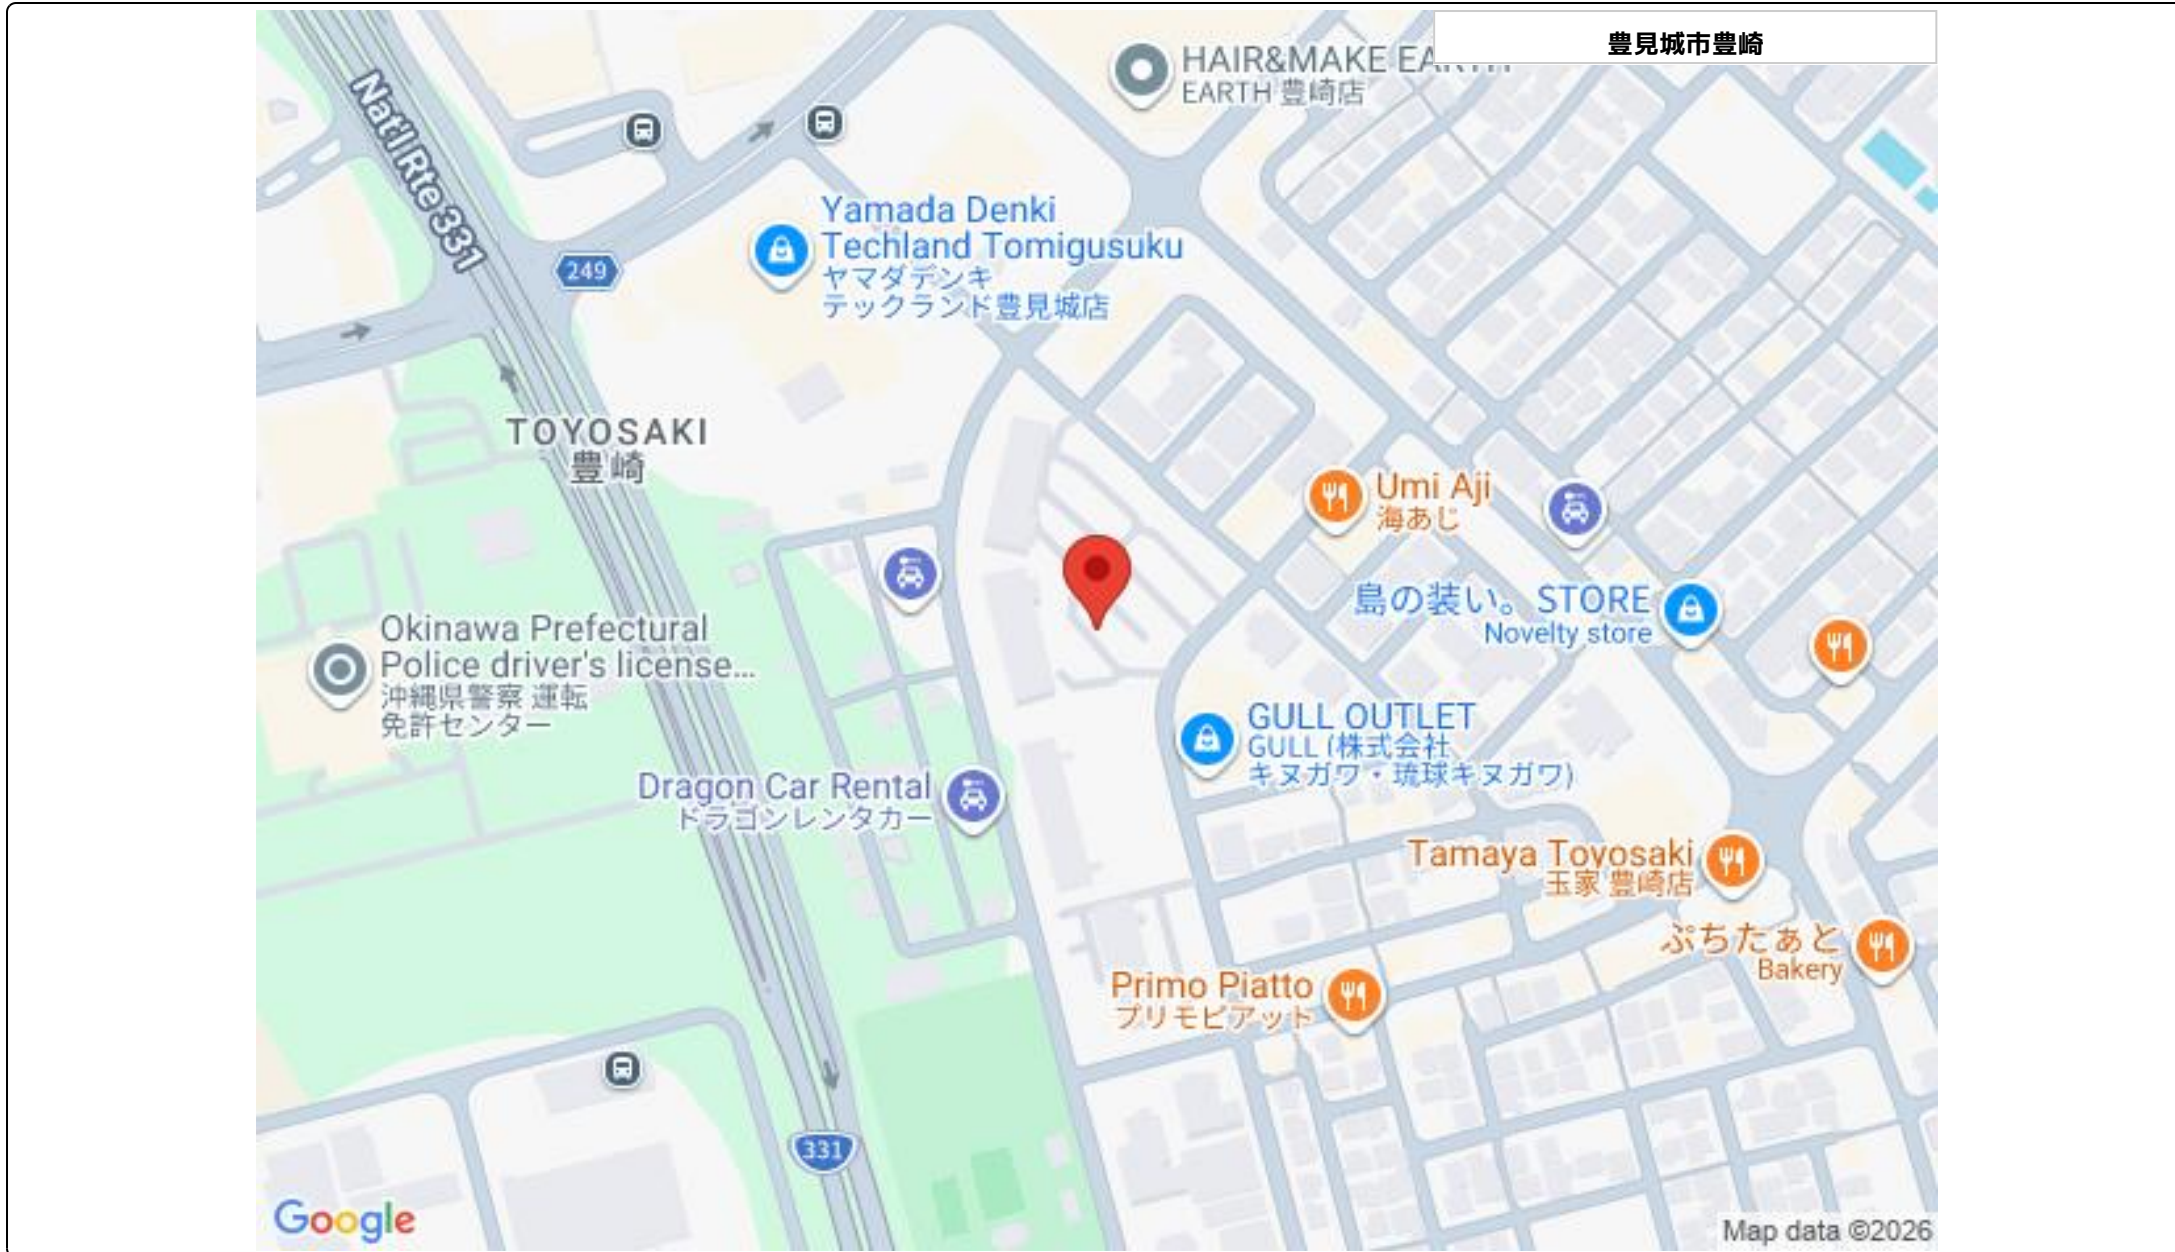 豊見城市豊崎
HAIR&MAKE EARTH
EARTH 豊崎店
Nat'l Rte 331
Yamada Denki
Techland Tomigusuku
ヤマダデンキ
テックランド豊見城店
249
TOYOSAKI
豊崎
Umi Aji
海あじ
島の装い。STORE
Novelty store
Okinawa Prefectural
Police driver's license...
沖縄県警察 運転
免許センター
GULL OUTLET
GULL (株式会社
キヌガワ・琉球キヌガワ)
Dragon Car Rental
ドラゴンレンタカー
Tamaya Toyosaki
玉家 豊崎店
ぷちたぁと
Bakery
Primo Piatto
プリモピアット
331
Google
Map data ©2026